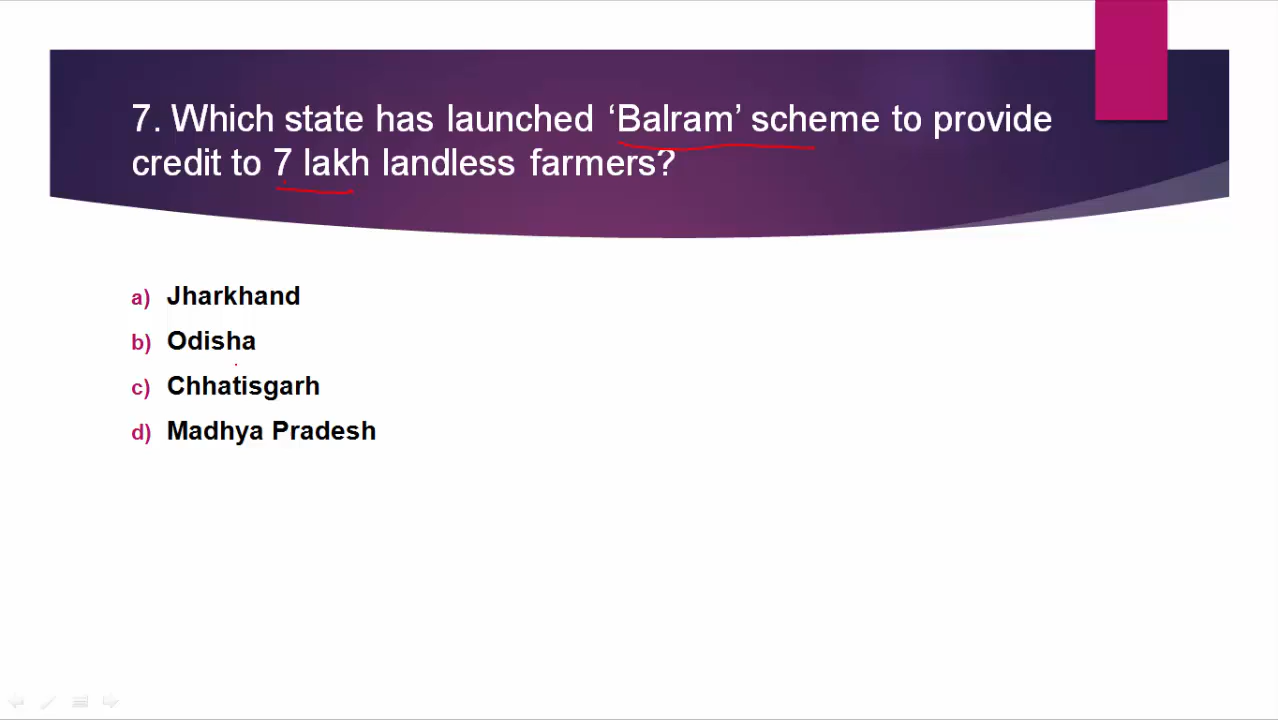 7. Which state has launched ‘Balram’ scheme to provide
credit to 7 lakh landless farmers?
a) Jharkhand
b) Odisha
c) Chhatisgarh
d) Madhya Pradesh